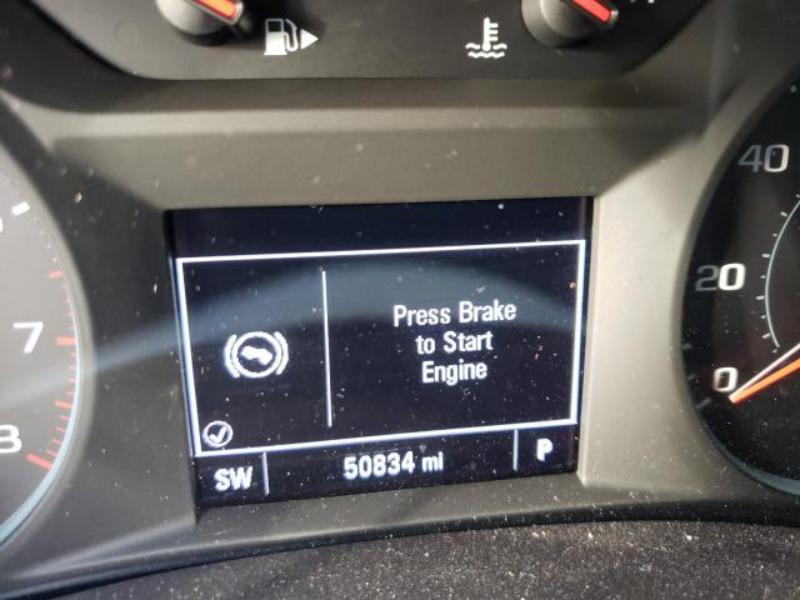 40
20
0
7
8
Press Brake
to Start
Engine
SW
50834 mi
P